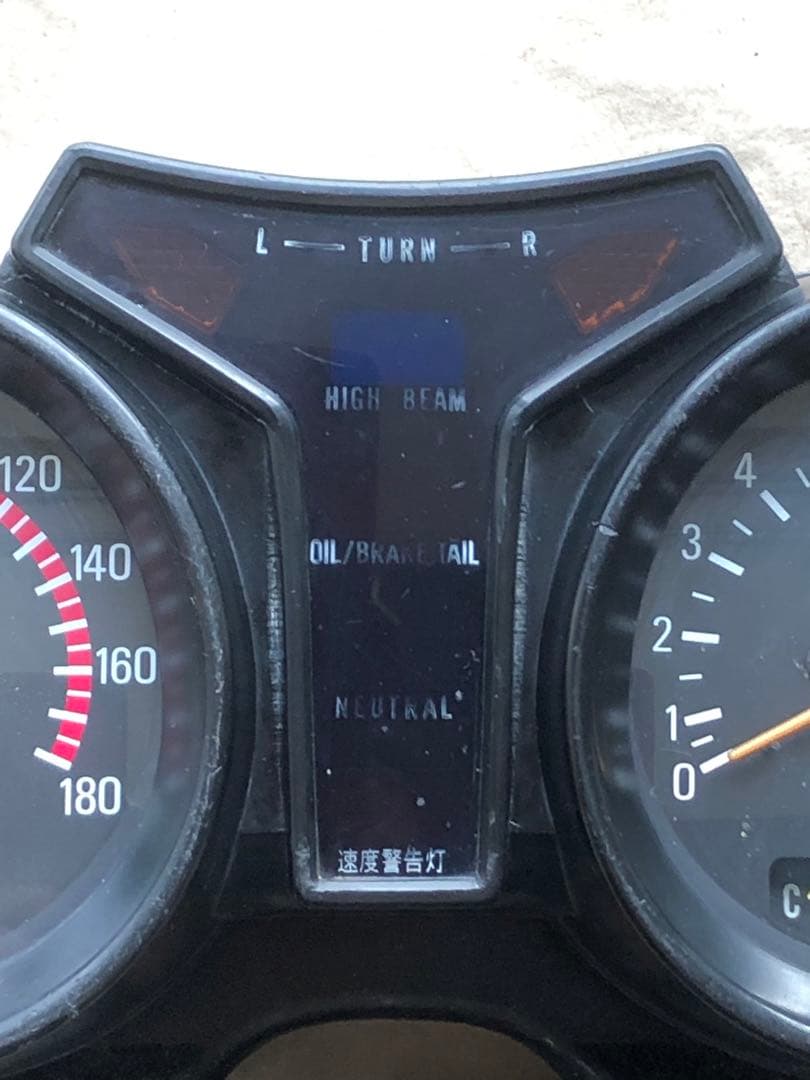 L TURN R
HIGH BEAM
OIL/BRAKE TAIL
NEUTRAL
速度警告灯
120
140
160
180
4
3
2
1
0
C